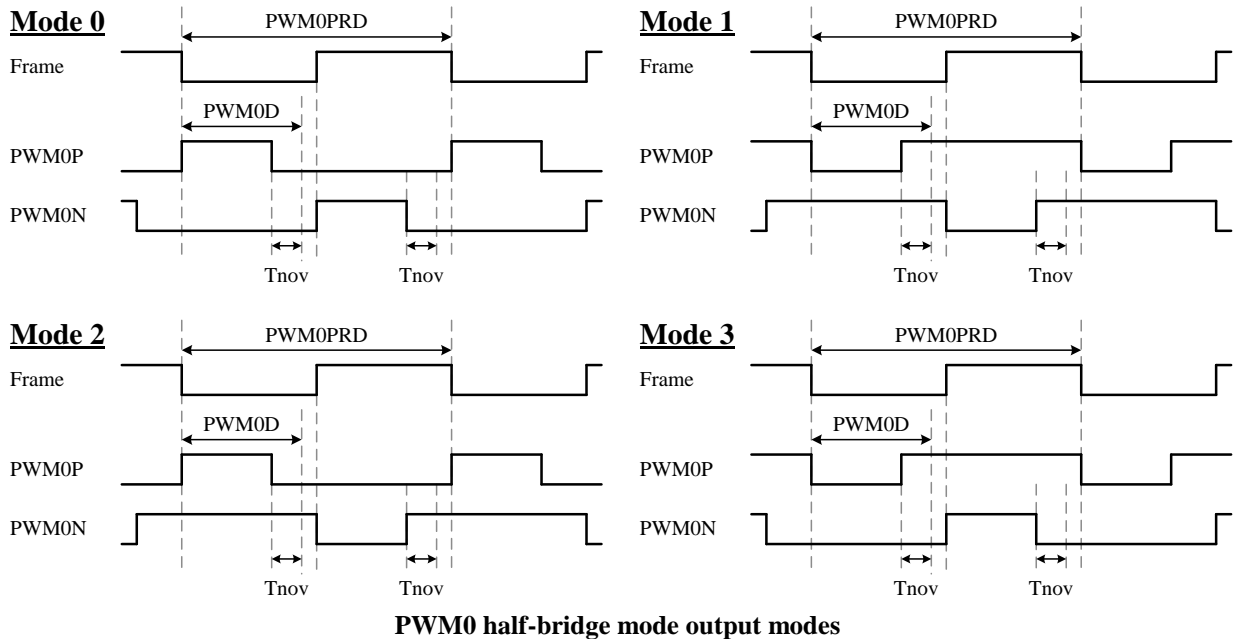 Mode 0
PWM0PRD
Frame
PWM0D
PWM0P
PWM0N
Tnov
Tnov
Mode 1
PWM0PRD
Frame
PWM0D
PWM0P
PWM0N
Tnov
Tnov
Mode 2
PWM0PRD
Frame
PWM0D
PWM0P
PWM0N
Tnov
Tnov
Mode 3
PWM0PRD
Frame
PWM0D
PWM0P
PWM0N
Tnov
Tnov
PWM0 half-bridge mode output modes